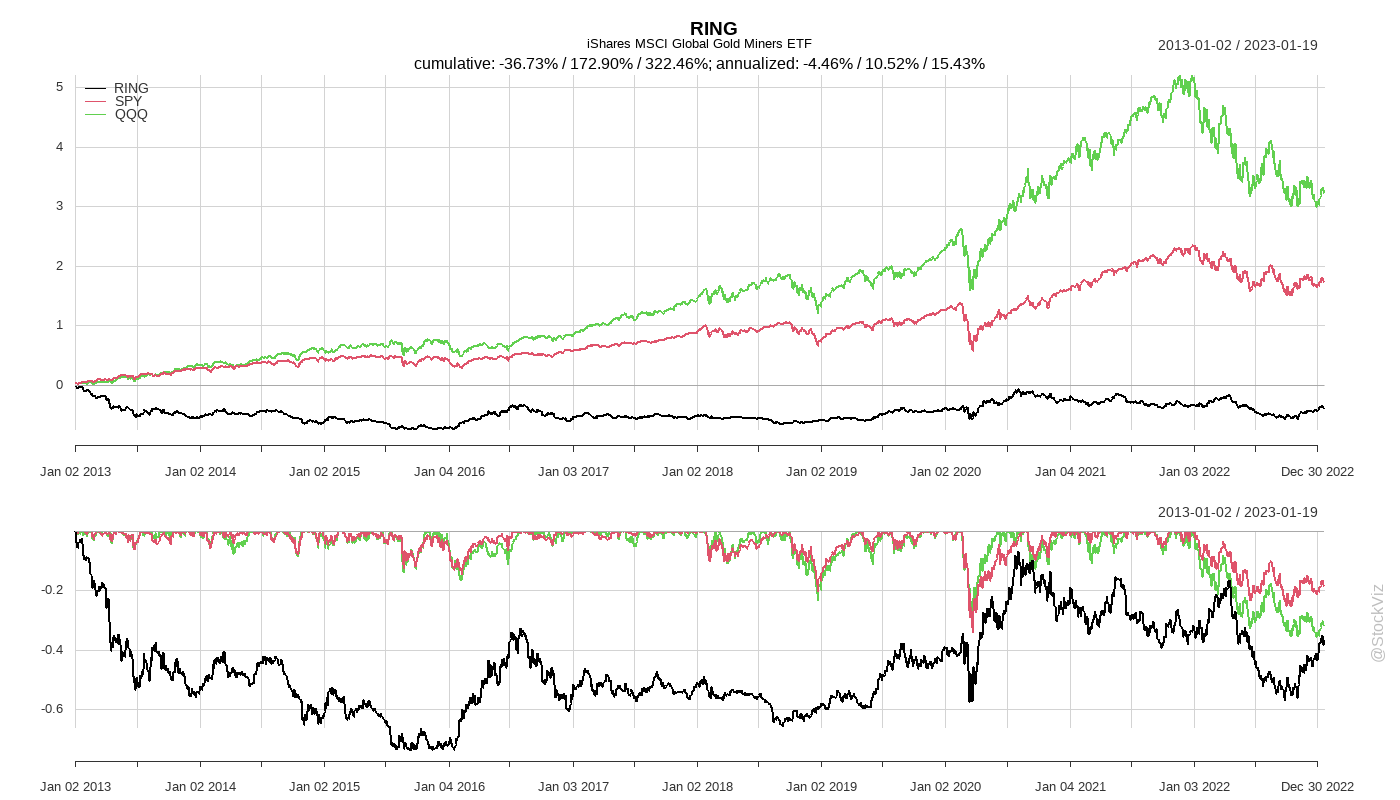 RING
iShares MSCI Global Gold Miners ETF
2013-01-02 / 2023-01-19
cumulative: -36.73% / 172.90% / 322.46%; annualized: -4.46% / 10.52% / 15.43%
RING
SPY
QQQ
5
4
3
2
1
0
Jan 02 2013 Jan 02 2014 Jan 02 2015 Jan 04 2016 Jan 03 2017 Jan 02 2018 Jan 02 2019 Jan 02 2020 Jan 04 2021 Jan 03 2022 Dec 30 2022
2013-01-02 / 2023-01-19
-0.2
-0.4
-0.6
Jan 02 2013 Jan 02 2014 Jan 02 2015 Jan 04 2016 Jan 03 2017 Jan 02 2018 Jan 02 2019 Jan 02 2020 Jan 04 2021 Jan 03 2022 Dec 30 2022
@StockViz